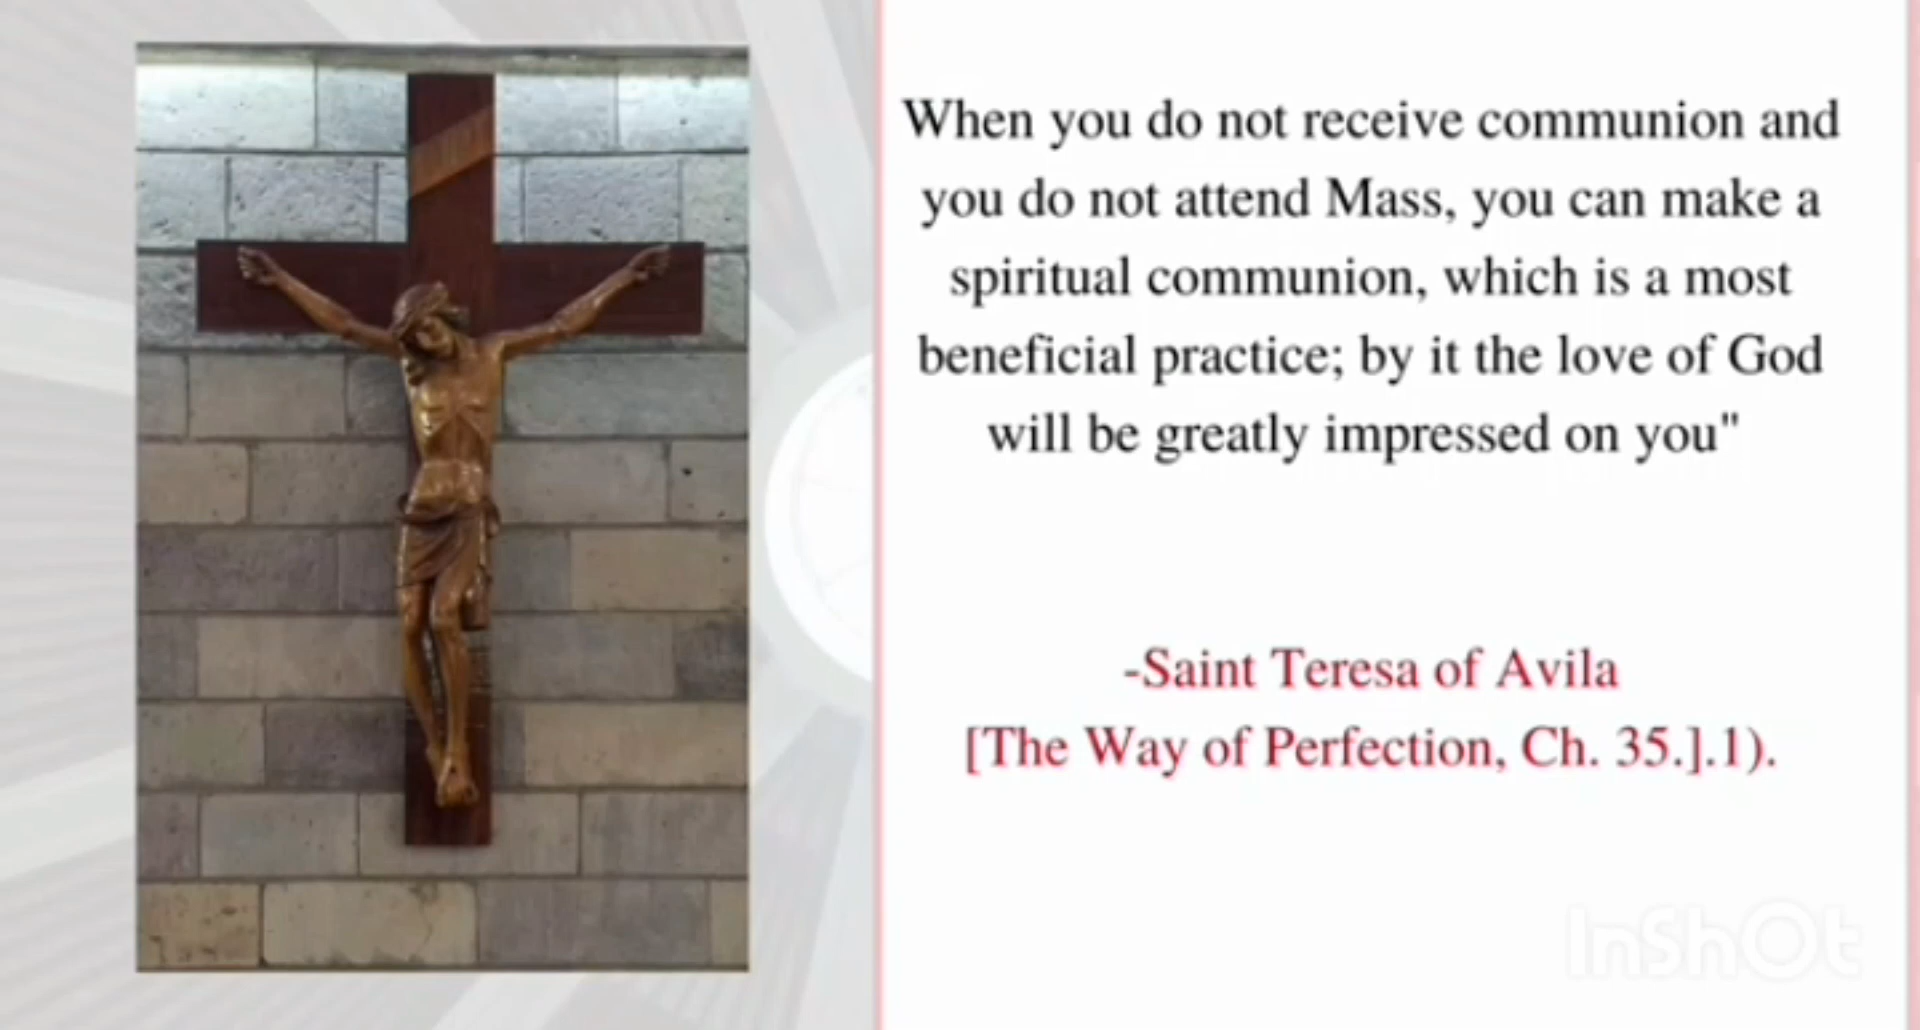 When you do not receive communion and
you do not attend Mass, you can make a
spiritual communion, which is a most
beneficial practice; by it the love of God
will be greatly impressed on you"
-Saint Teresa of Avila
[The Way of Perfection, Ch. 35.].1).
InShOt